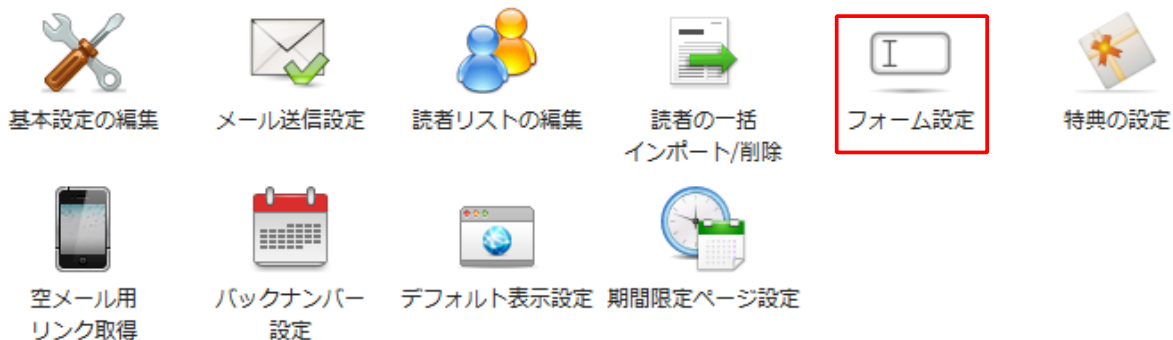 基本設定の編集
メール送信設定
読者リストの編集
読者の一括
インポート/削除
フォーム設定
特典の設定
空メール用
リンク取得
バックナンバー
設定
デフォルト表示設定
期間限定ページ設定